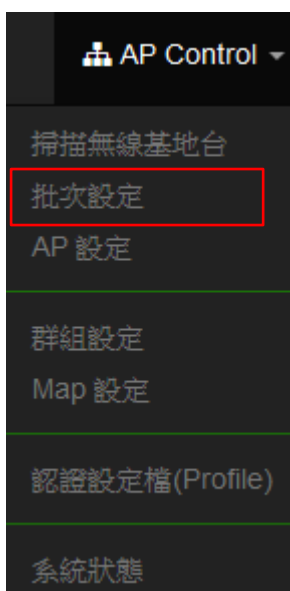 AP Control
掃描無線基地台
批次設定
AP 設定
群組設定
Map 設定
認證設定檔(Profile)
系統狀態